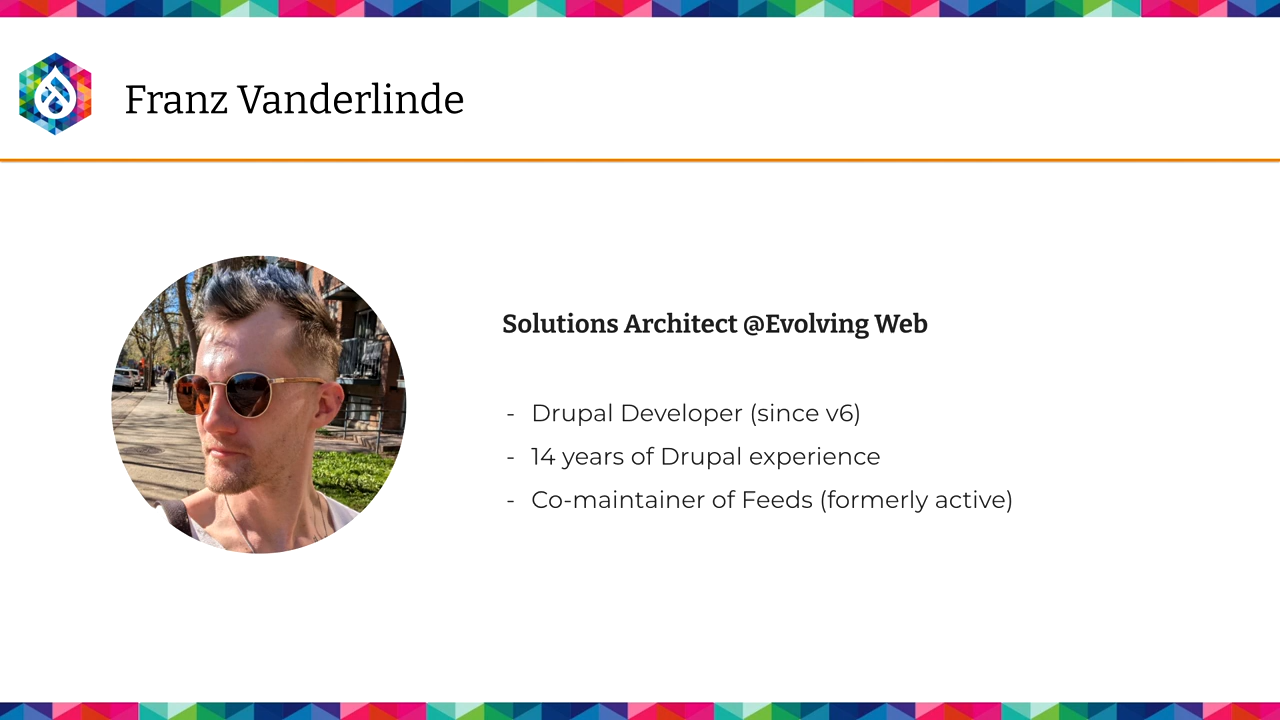 Franz Vanderlinde
Solutions Architect @Evolving Web
- Drupal Developer (since v6)
- 14 years of Drupal experience
- Co-maintainer of Feeds (formerly active)